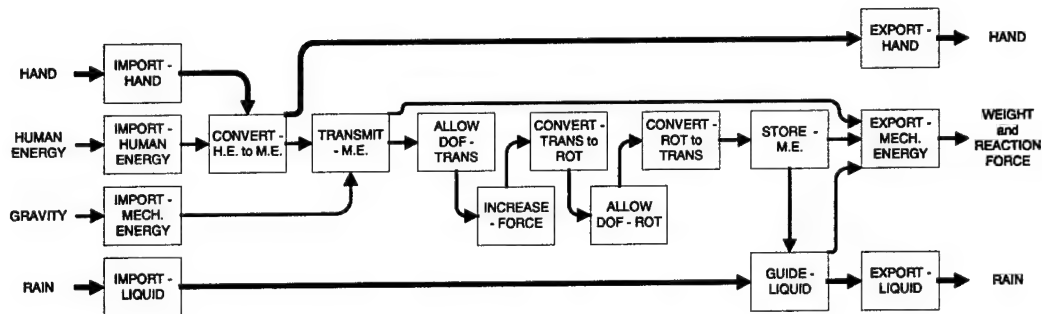 HAND
IMPORT -
HAND
EXPORT -
HAND
HAND
HUMAN
ENERGY
IMPORT -
HUMAN
ENERGY
CONVERT -
H.E. to M.E.
TRANSMIT
- M.E.
ALLOW
DOF -
TRANS
INCREASE
- FORCE
CONVERT -
TRANS to
ROT
ALLOW
DOF - ROT
CONVERT -
ROT to
TRANS
STORE -
M.E.
EXPORT -
MECH.
ENERGY
WEIGHT
and
REACTION
FORCE
GRAVITY
IMPORT -
MECH.
ENERGY
RAIN
IMPORT -
LIQUID
GUIDE -
LIQUID
EXPORT -
LIQUID
RAIN